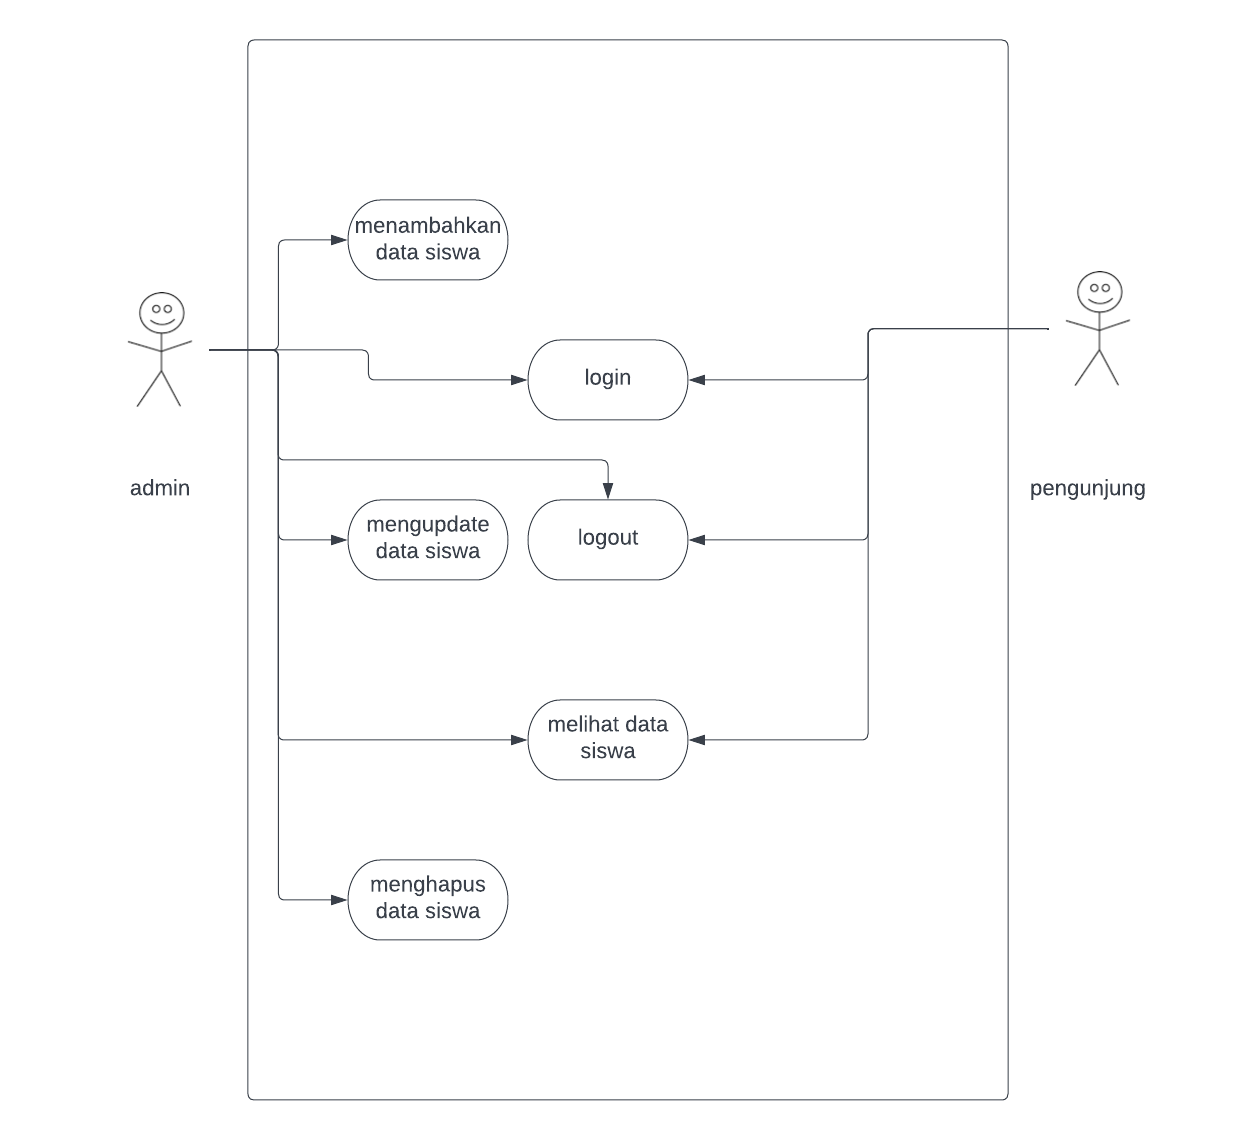 menambahkan
data siswa
login
admin
pengunjung
mengupdate
data siswa
logout
melihat data
siswa
menghapus
data siswa